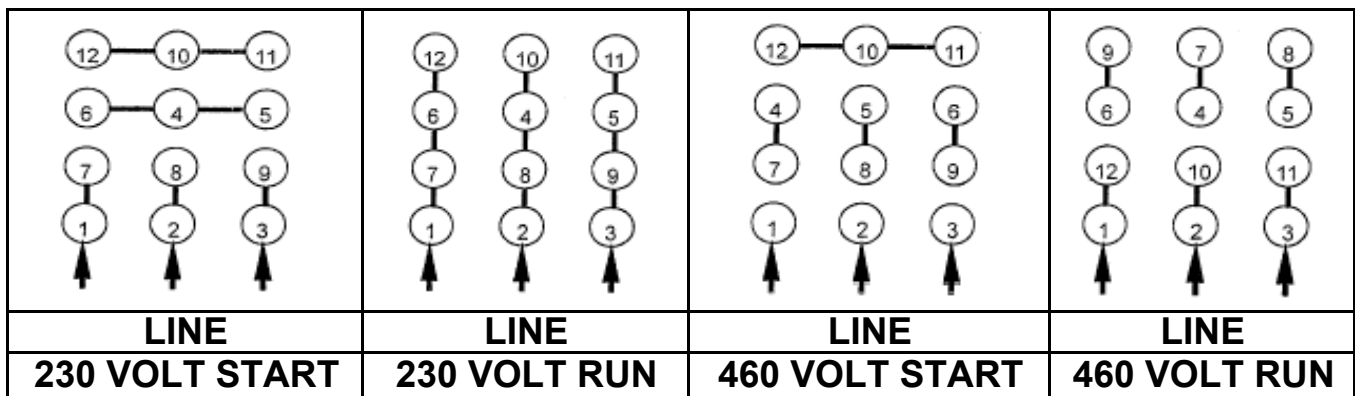 12 10 11
6 4 5
7 8 9
1 2 3
LINE
230 VOLT START
12 10 11
6 4 5
7 8 9
1 2 3
LINE
230 VOLT RUN
12 10 11
4 5 6
7 8 9
1 2 3
LINE
460 VOLT START
9 7 8
6 4 5
12 10 11
1 2 3
LINE
460 VOLT RUN